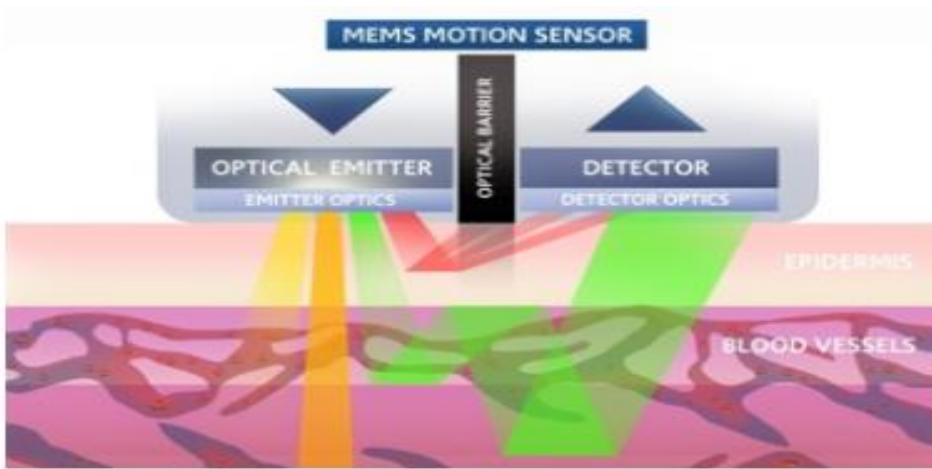 MEMS MOTION SENSOR
OPTICAL BARRIER
OPTICAL EMITTER
EMITTER OPTICS
DETECTOR
DETECTOR OPTICS
EPIDERMIS
BLOOD VESSELS